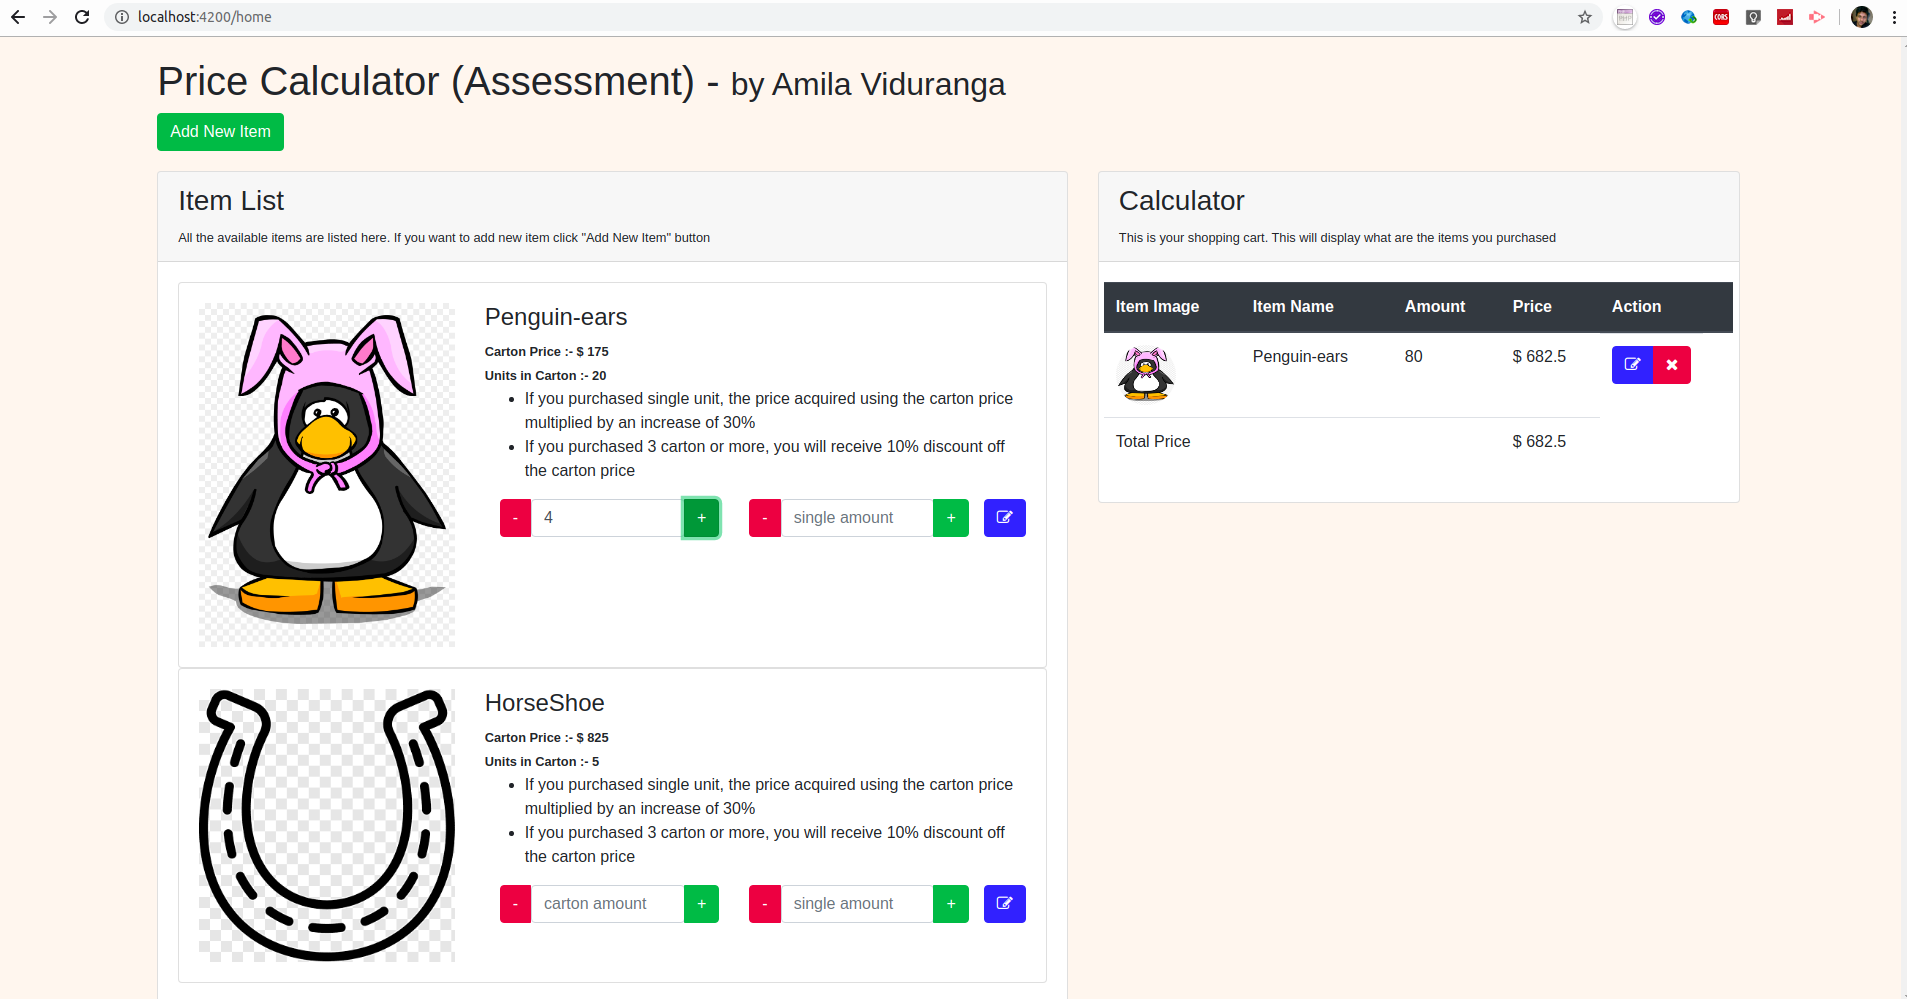 localhost:4200/home
CORS
Price Calculator (Assessment) - by Amila Viduranga
Add New Item
Item List
All the available items are listed here. If you want to add new item click "Add New Item" button
Penguin-ears
Carton Price :- $ 175
Units in Carton :- 20
If you purchased single unit, the price acquired using the carton price
multiplied by an increase of 30%
If you purchased 3 carton or more, you will receive 10% discount off
the carton price
- 4 + - single amount +
HorseShoe
Carton Price :- $ 825
Units in Carton :- 5
If you purchased single unit, the price acquired using the carton price
multiplied by an increase of 30%
If you purchased 3 carton or more, you will receive 10% discount off
the carton price
- carton amount + - single amount +
Calculator
This is your shopping cart. This will display what are the items you purchased
Item Image Item Name Amount Price Action
Penguin-ears 80 $ 682.5
Total Price $ 682.5